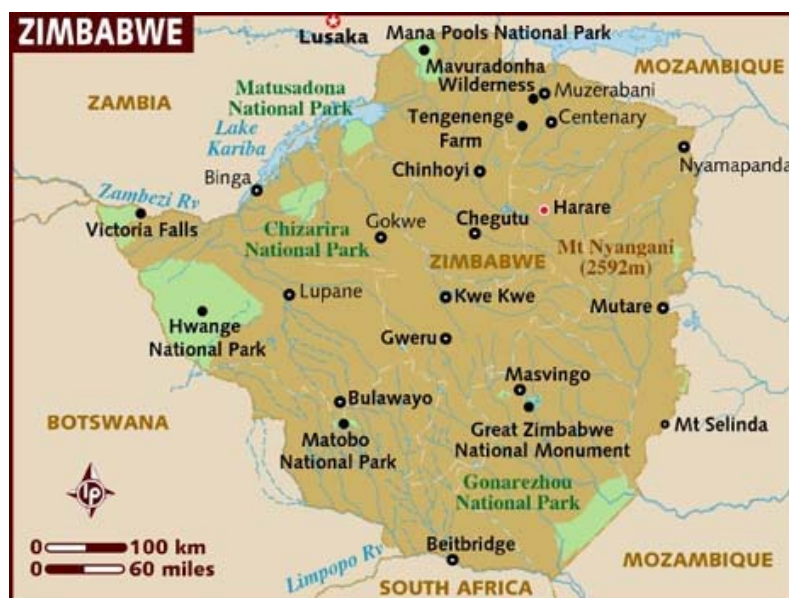 ZIMBABWE
Lusaka
Mana Pools National Park
MOZAMBIQUE
Mavuradonha
Wilderness
Muzerabani
ZAMBIA
Matusadona
National Park
Tengenenge
Farm
Centenary
Lake
Kariba
Nyamapanda
Chinhoyi
Binga
Zambezi Rv
Harare
Victoria Falls
Chizarira
National Park
Gokwe
Chegutu
Mt Nyangani
(2592m)
ZIMBABWE
Lupane
Kwe Kwe
Mutare
Hwange
National Park
Gweru
Masvingo
Bulawayo
BOTSWANA
Matobo
National Park
Great Zimbabwe
National Monument
Mt Selinda
Gonarezhou
National Park
LP
0 100 km
0 60 miles
Beitbridge
Limpopo Rv
MOZAMBIQUE
SOUTH AFRICA